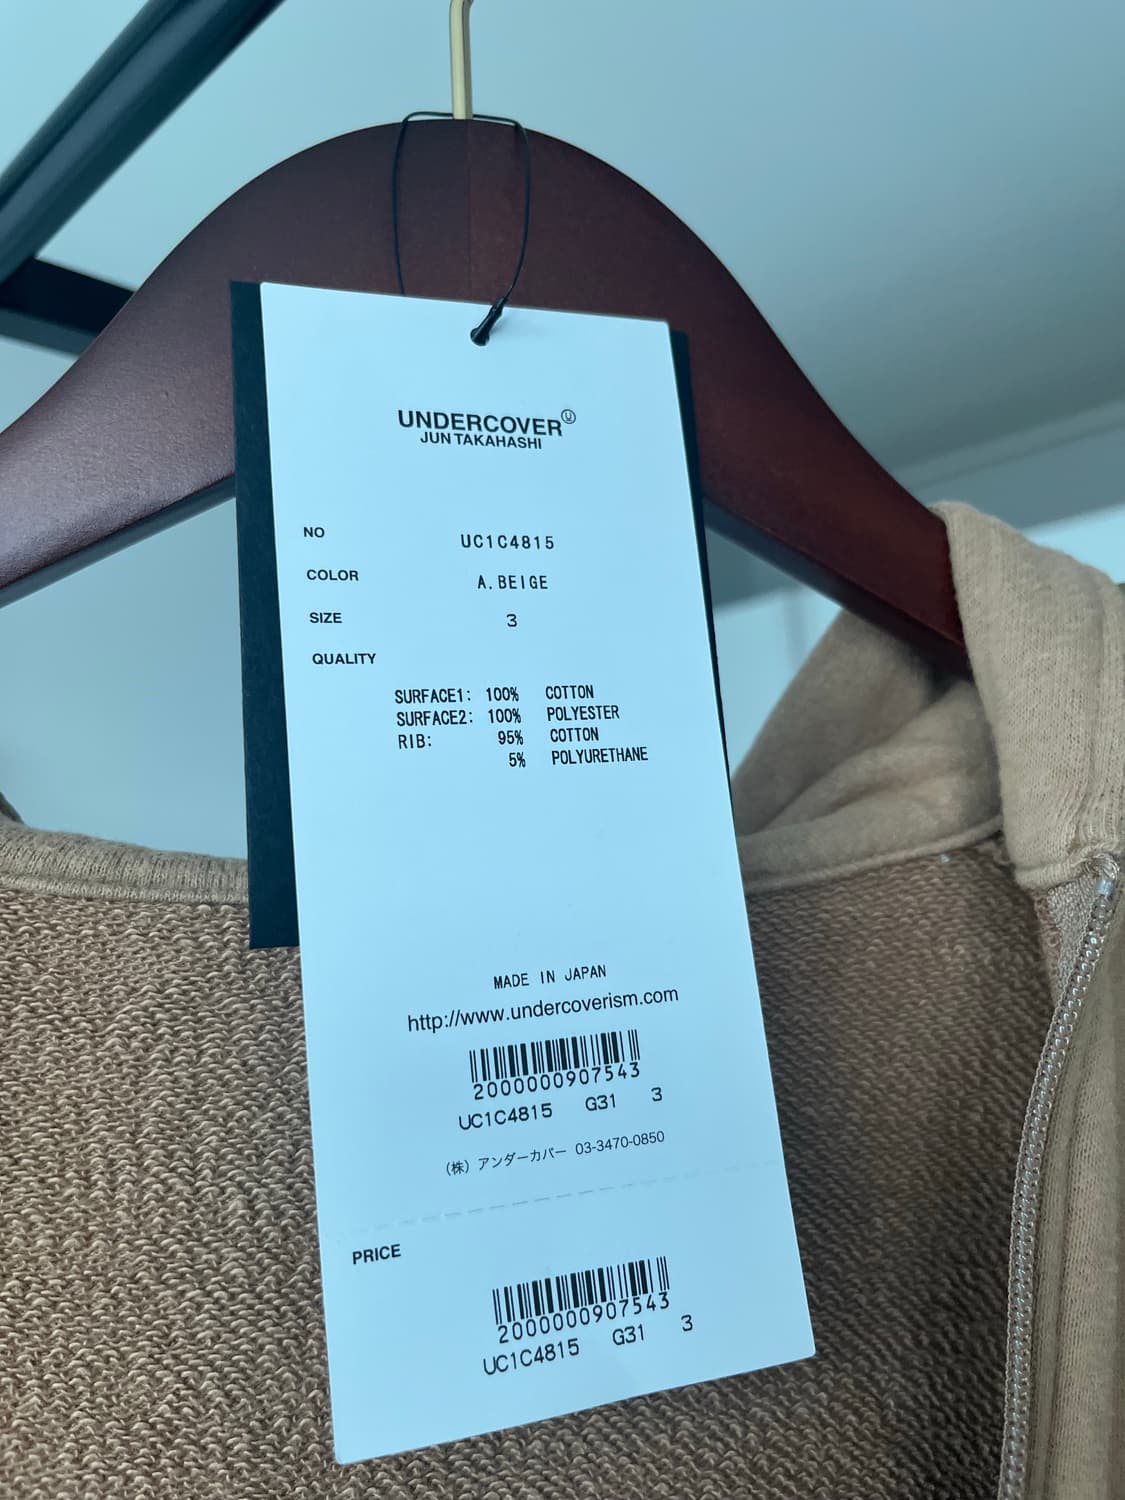 UNDERCOVER Ⓤ
JUN TAKAHASHI
NO UC1C4815
COLOR A.BEIGE
SIZE 3
QUALITY
SURFACE1: 100% COTTON
SURFACE2: 100% POLYESTER
RIB: 95% COTTON
5% POLYURETHANE
MADE IN JAPAN
http://www.undercoverism.com
2000000907543
UC1C4815 G31 3
(株) アンダーカバー 03-3470-0850
PRICE
2000000907543
UC1C4815 G31 3